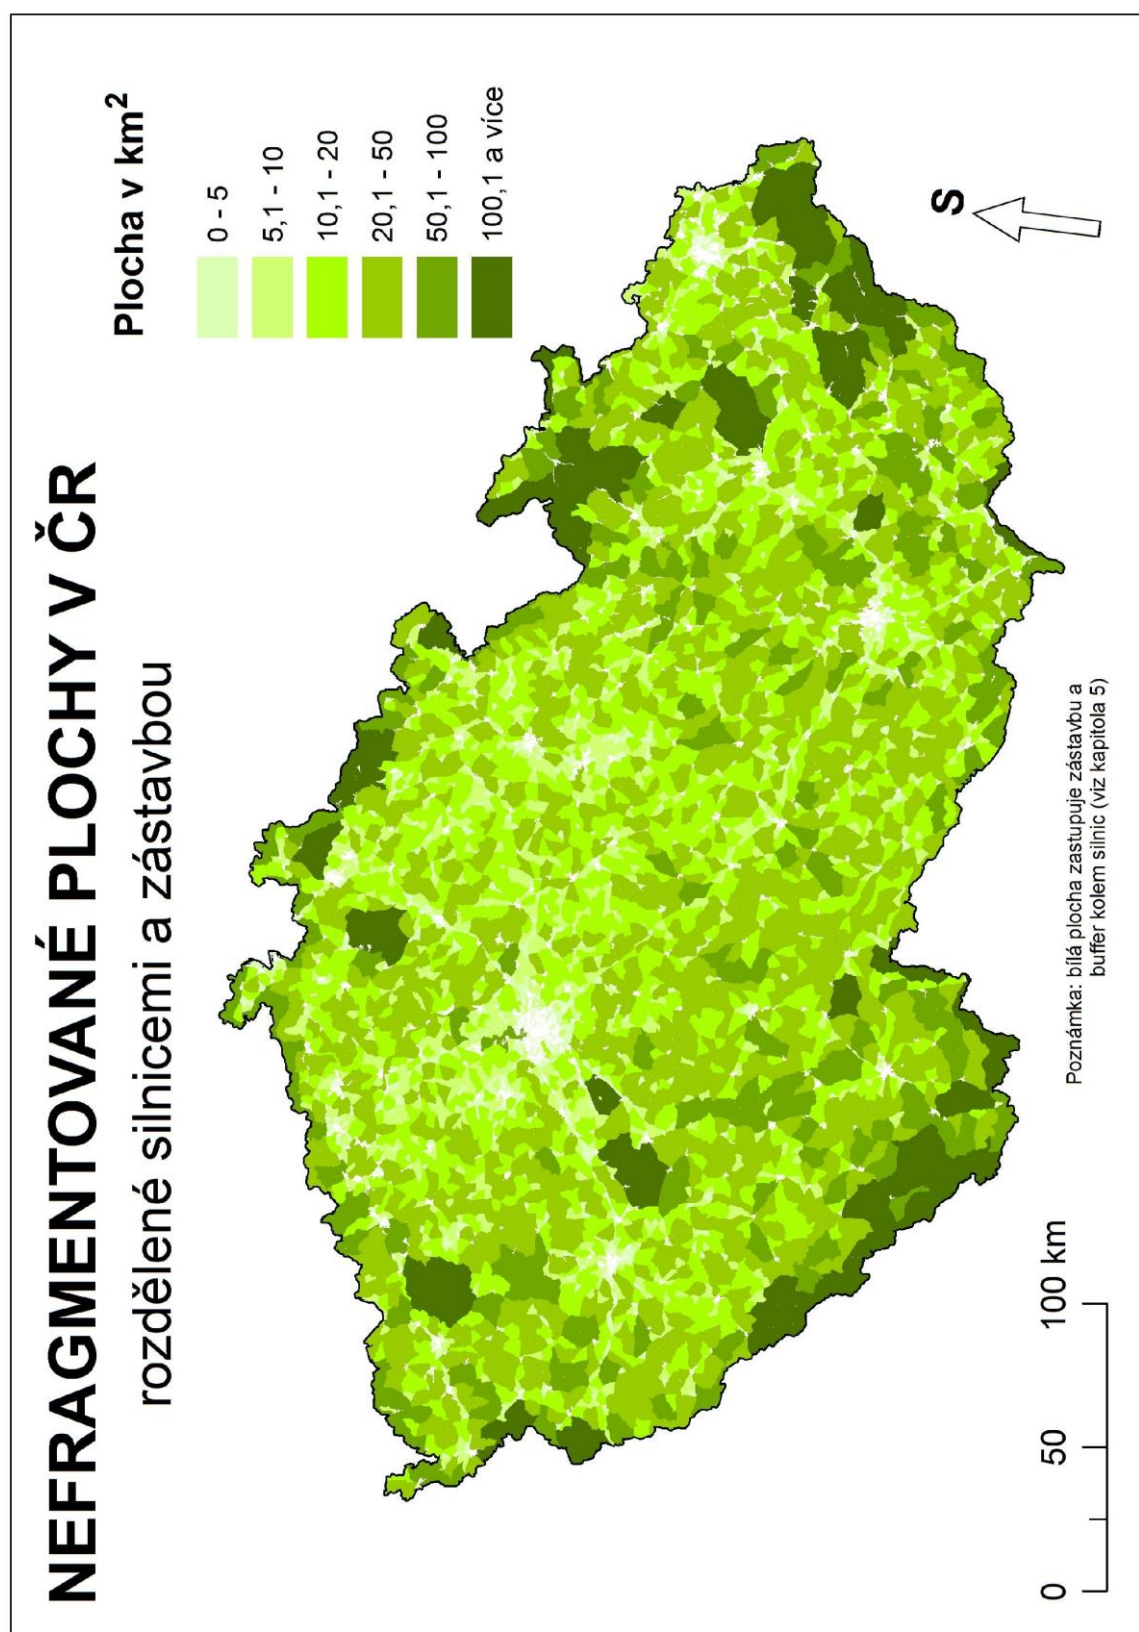 NEFRAGMENTOVANÉ PLOCHY V ČR
rozdělené silnicemi a zástavbou
Plocha v km²
0 - 5
5,1 - 10
10,1 - 20
20,1 - 50
50,1 - 100
100,1 a více
S
0 50 100 km
Poznámka: bílá plocha zastupuje zástavbu a
buffer kolem silnic (viz kapitola 5)